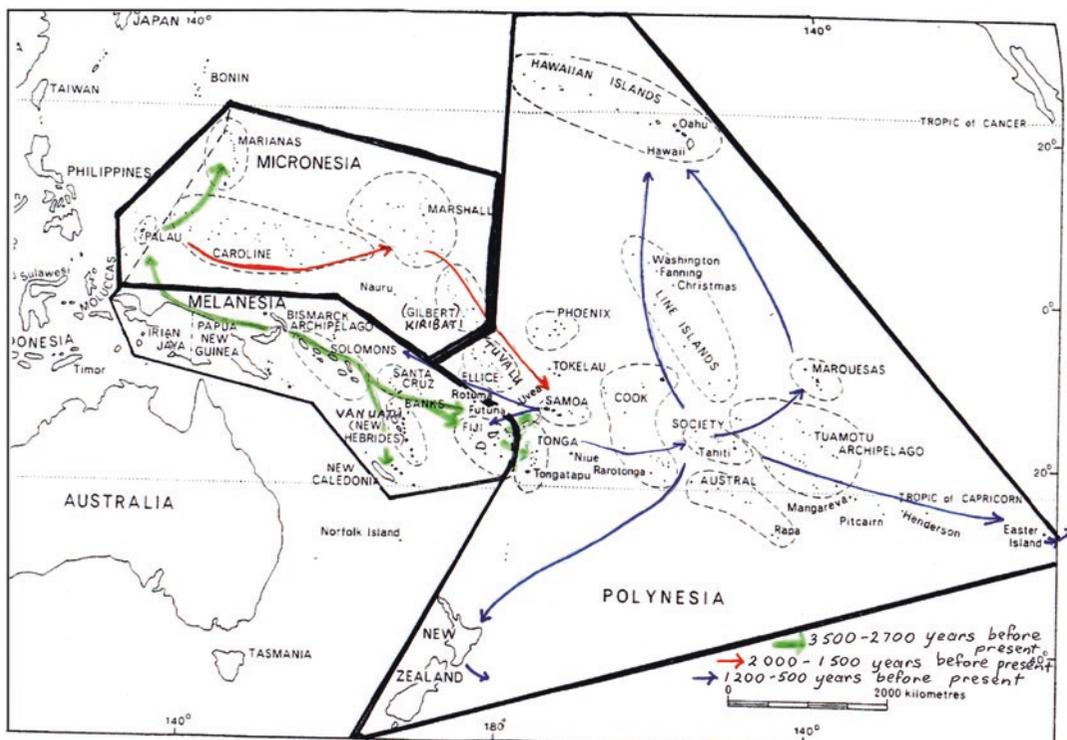 JAPAN
140°
140°
BONIN
TAIWAN
HAWAIIAN ISLANDS
Oahu
Hawaii
TROPIC of CANCER
20°
MARIANAS
MICRONESIA
PHILIPPINES
MARSHALL
PALAU
CAROLINE
Washington
Fanning
Christmas
LINE ISLANDS
Sulawesi
MOLUCCAS
Nauru
(GILBERT)
KIRIBATI
MELANESIA
BISMARCK
ARCHIPELAGO
PHOENIX
0°
IRIAN
JAYA
PAPUA
NEW
GUINEA
SOLOMONS
TUVALU
ONESIA
Timor
SANTA
CRUZ
ELLICE
TOKELAU
MARQUESAS
BANKS
Rotuma
Uvea
SAMOA
COOK
Futuna
VANUATU
(NEW
HEBRIDES)
FIJI
SOCIETY
Tahiti
TUAMOTU
ARCHIPELAGO
TONGA
Niue
Tongatapu
Rarotonga
NEW
CALEDONIA
20°
AUSTRAL
TROPIC of CAPRICORN
Mangareva
Pitcairn
Henderson
Rapa
Easter
Island
AUSTRALIA
Norfolk Island
POLYNESIA
NEW
ZEALAND
TASMANIA
3500-2700 years before
present
2000-1500 years before present
40°
1200-500 years before present
0
2000 kilometres
140°
180°
140°